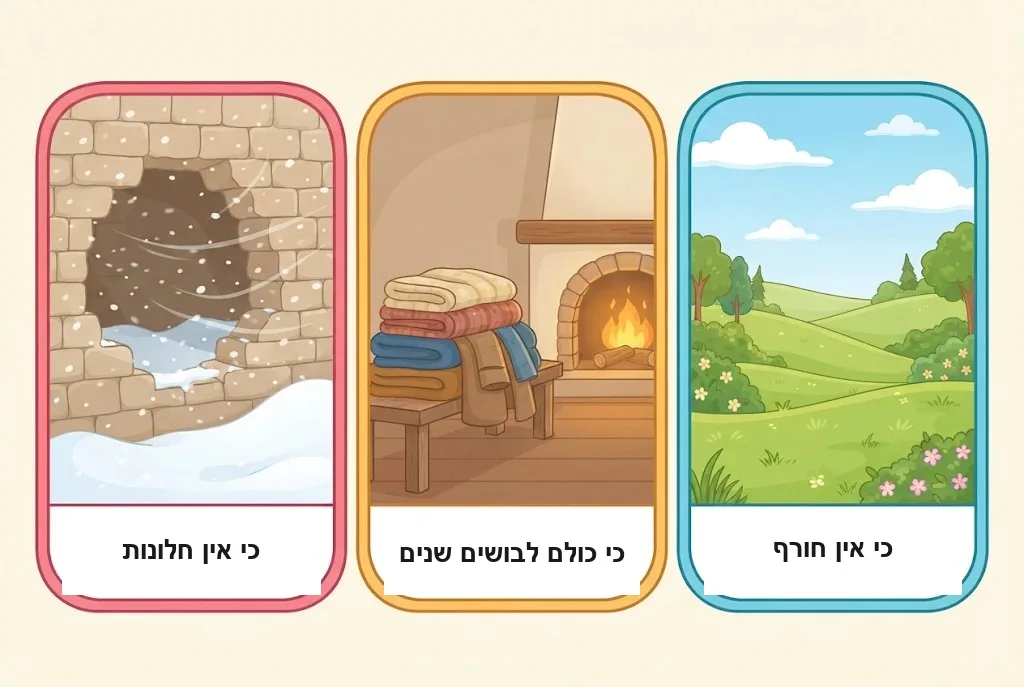 כי אין חורף
כי כולם לבושים שנים
כי אין חלונות